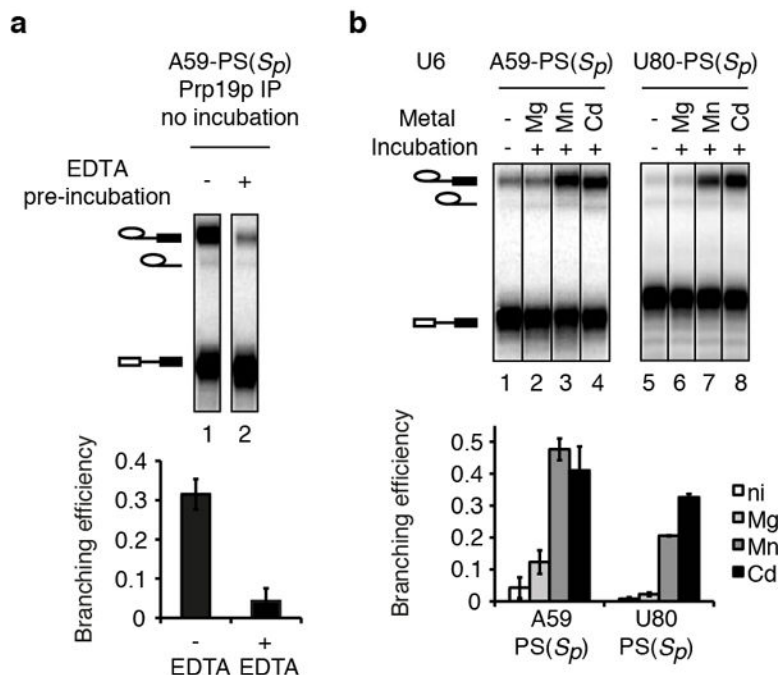 a
A59-PS(Sp)
Prp19p IP
no incubation
EDTA
pre-incubation
- +
1 2
Branching efficiency
0.4
0.3
0.2
0.1
0
- +
EDTA EDTA
b
U6 A59-PS(Sp) U80-PS(Sp)
Metal - Mg Mn Cd - Mg Mn Cd
Incubation + + + + + +
1 2 3 4 5 6 7 8
Branching efficiency
0.5
0.4
0.3
0.2
0.1
0
A59 U80
PS(Sp) PS(Sp)
ni
Mg
Mn
Cd